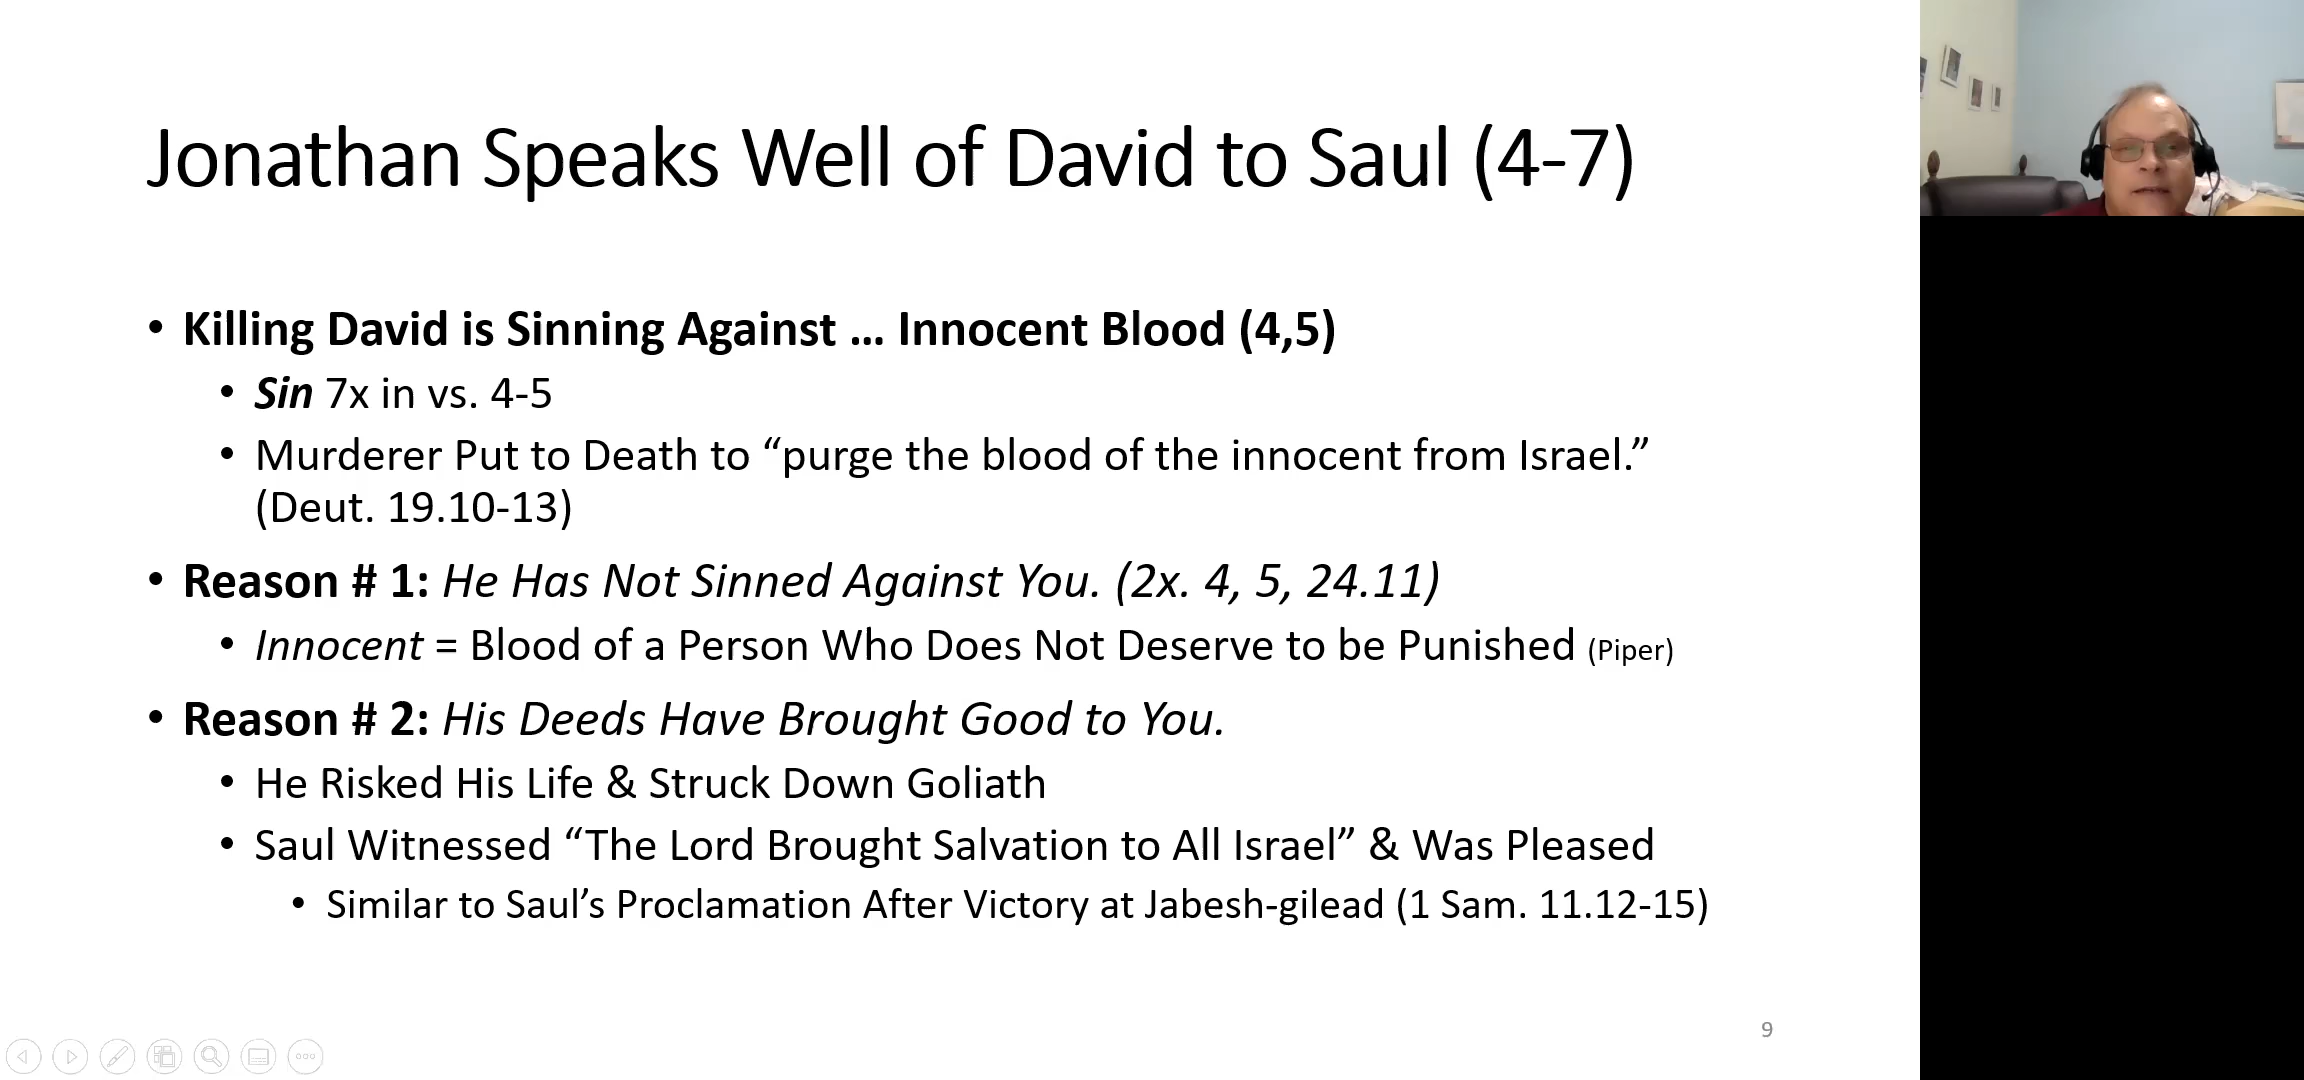 Jonathan Speaks Well of David to Saul (4-7)
• Killing David is Sinning Against … Innocent Blood (4,5)
• Sin 7x in vs. 4-5
• Murderer Put to Death to “purge the blood of the innocent from Israel.”
(Deut. 19.10-13)
• Reason # 1: He Has Not Sinned Against You. (2x. 4, 5, 24.11)
• Innocent = Blood of a Person Who Does Not Deserve to be Punished (Piper)
• Reason # 2: His Deeds Have Brought Good to You.
• He Risked His Life & Struck Down Goliath
• Saul Witnessed “The Lord Brought Salvation to All Israel” & Was Pleased
• Similar to Saul’s Proclamation After Victory at Jabesh-gilead (1 Sam. 11.12-15)
9